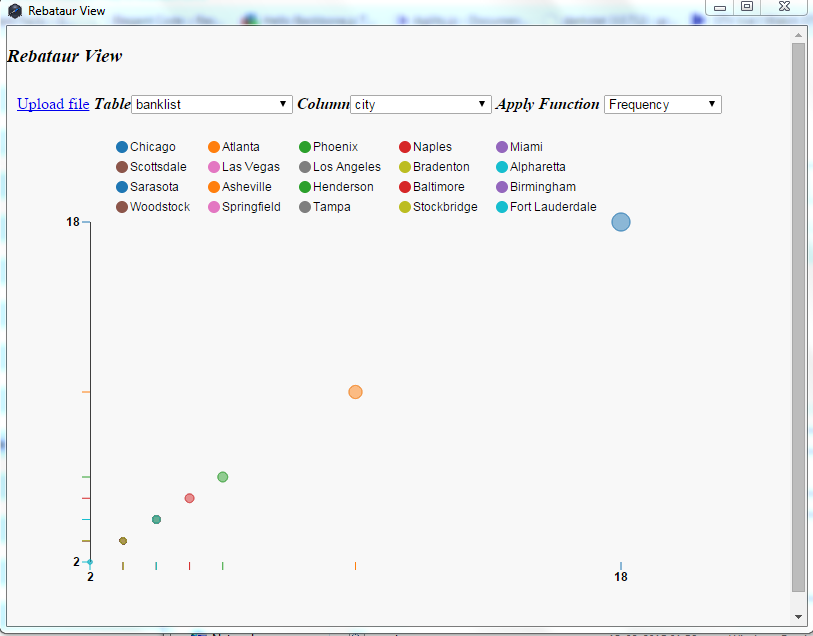 Rebataur View
Rebataur View
Upload file Table banklist Column city Apply Function Frequency
Chicago Atlanta Phoenix Naples Miami
Scottsdale Las Vegas Los Angeles Bradenton Alpharetta
Sarasota Asheville Henderson Baltimore Birmingham
Woodstock Springfield Tampa Stockbridge Fort Lauderdale
18
2
2 18